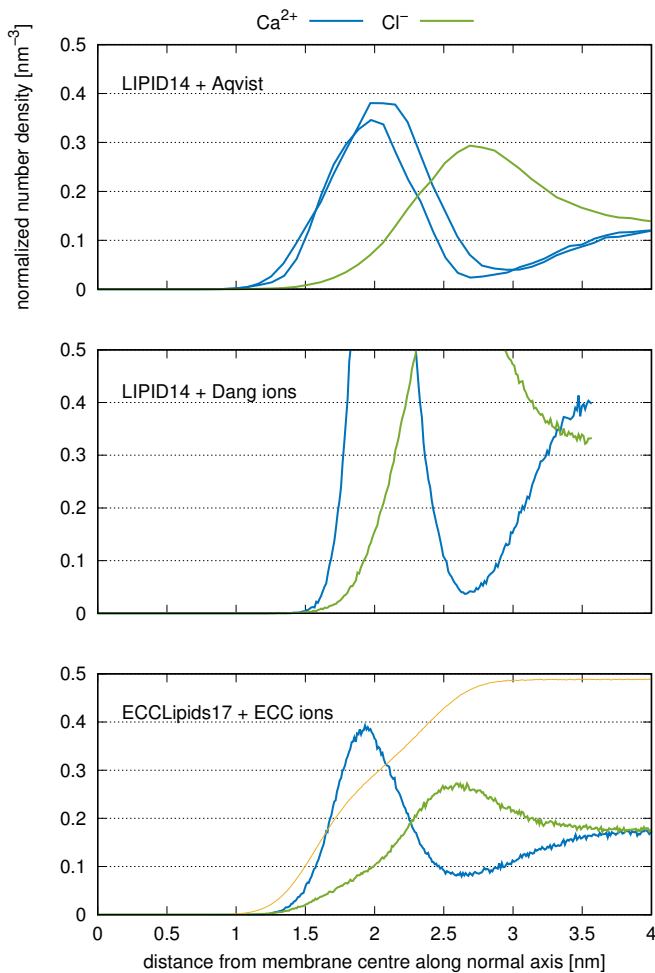 Ca²⁺ Cl⁻
normalized number density [nm⁻³]
0.5
0.4
0.3
0.2
0.1
0
LIPID14 + Aqvist
0.5
0.4
0.3
0.2
0.1
0
LIPID14 + Dang ions
0.5
0.4
0.3
0.2
0.1
0
ECCLipids17 + ECC ions
0 0.5 1 1.5 2 2.5 3 3.5 4
distance from membrane centre along normal axis [nm]